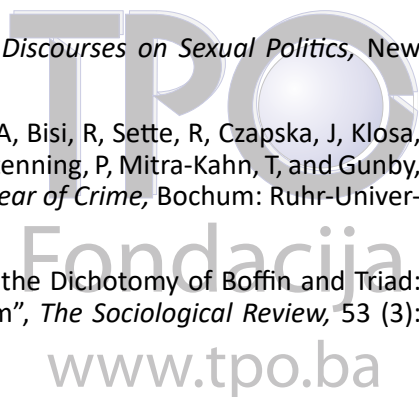 Discourses on Sexual Politics, New
A, Bisi, R, Sette, R, Czapska, J, Klosa,
enning, P, Mitra-Kahn, T, and Gunby,
ear of Crime, Bochum: Ruhr-Univer-
the Dichotomy of Boffin and Triad:
m”, The Sociological Review, 53 (3):
TPO
Fondacija
www.tpo.ba